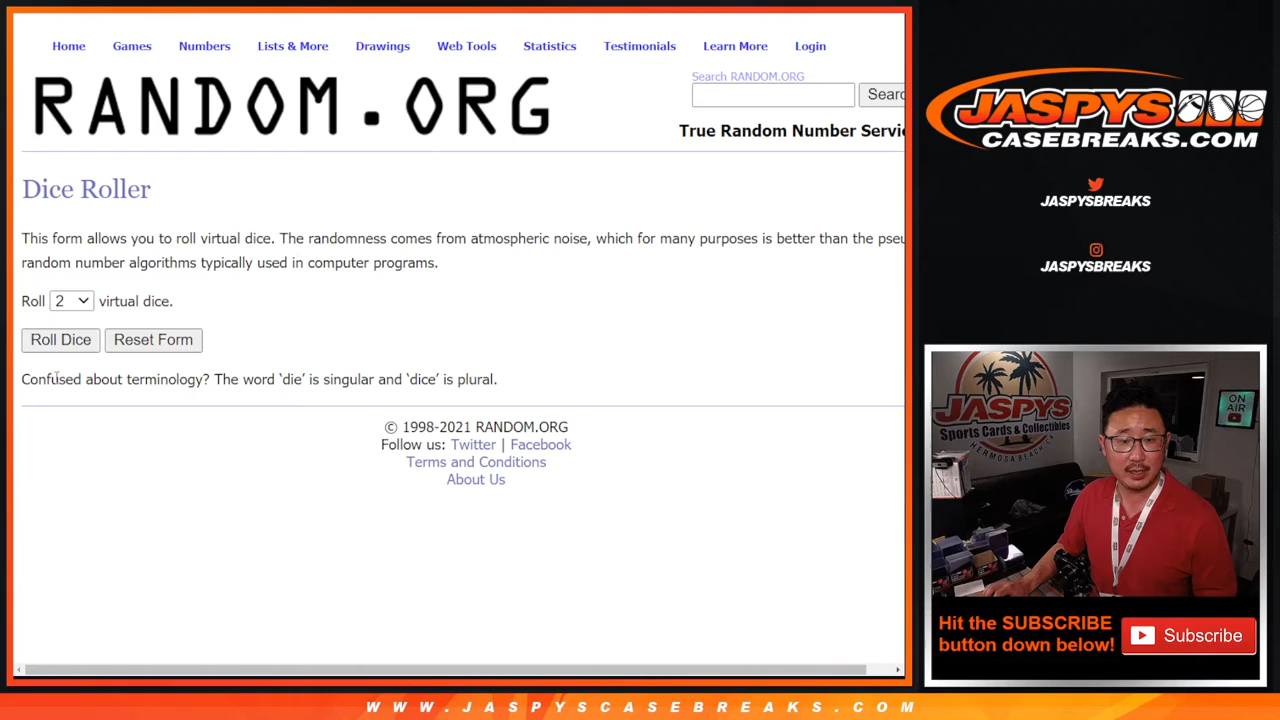 Home Games Numbers Lists & More Drawings Web Tools Statistics Testimonials Learn More Login
Search RANDOM.ORG
RANDOM.ORG
Searc
True Random Number Servi
Dice Roller
This form allows you to roll virtual dice. The randomness comes from atmospheric noise, which for many purposes is better than the pseu
random number algorithms typically used in computer programs.
Roll 2 virtual dice.
Roll Dice Reset Form
Confused about terminology? The word ‘die’ is singular and ‘dice’ is plural.
© 1998-2021 RANDOM.ORG
Follow us: Twitter | Facebook
Terms and Conditions
About Us
JASPYS
CASEBREAKS.COM
JASPYSBREAKS
JASPYSBREAKS
JASPYS
Sports Cards & Collectibles
HERMOSA BEACH, CA
ON
AIR
Hit the SUBSCRIBE
button down below!
Subscribe
WWW.JASPYSCASEBREAKS.COM